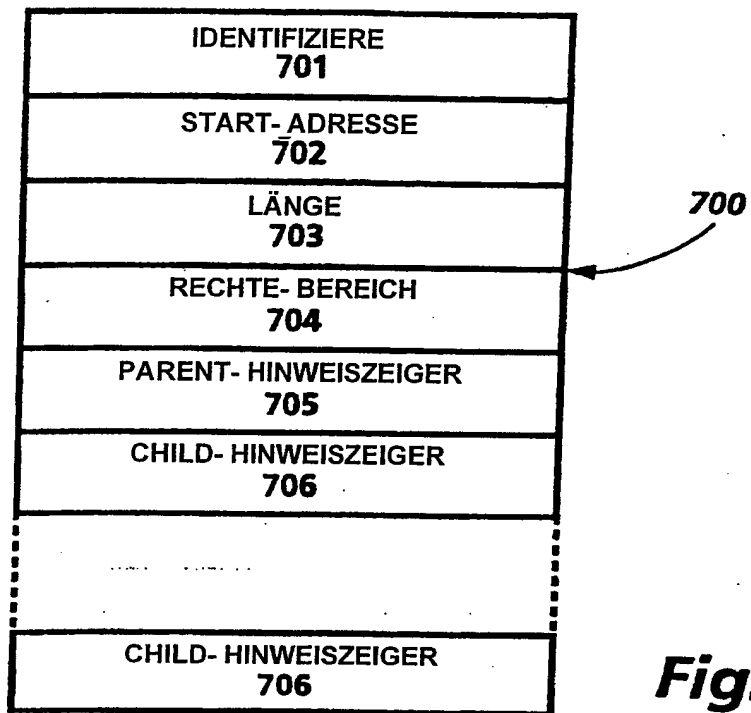 IDENTIFIZIERE
701
START-ADRESSE
702
LÄNGE
703
700
RECHTE-BEREICH
704
PARENT-HINWEISZEIGER
705
CHILD-HINWEISZEIGER
706
CHILD-HINWEISZEIGER
706
Fig.